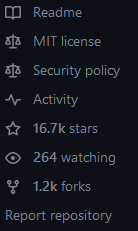 Readme
MIT license
Security policy
Activity
16.7k stars
264 watching
1.2k forks
Report repository